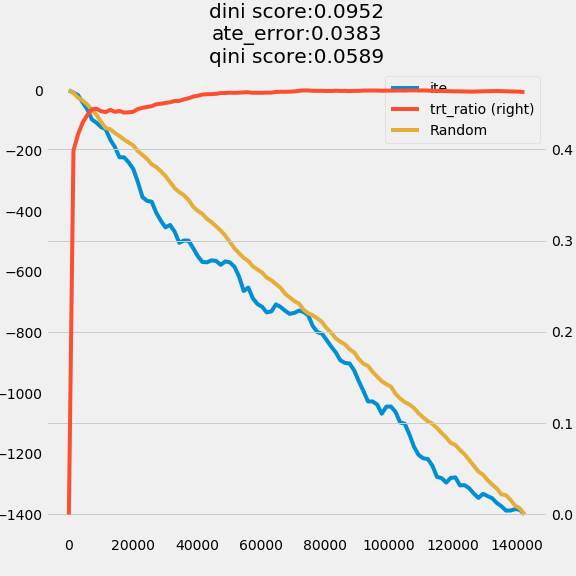 dini score:0.0952
ate_error:0.0383
qini score:0.0589
ite
trt_ratio (right)
Random
0
−200
−400
−600
−800
−1000
−1200
−1400
0.4
0.3
0.2
0.1
0.0
0 20000 40000 60000 80000 100000 120000 140000